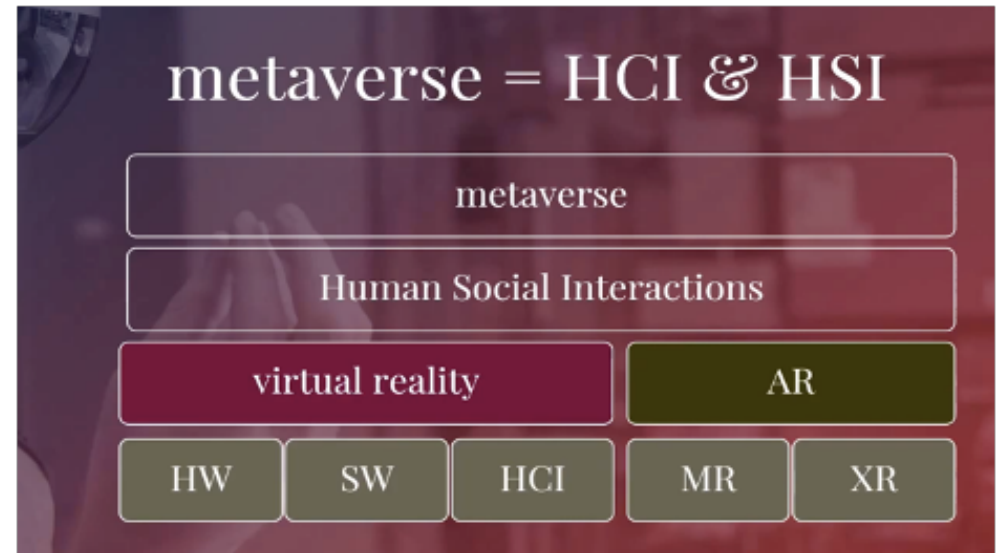 metaverse = HCI & HSI
metaverse
Human Social Interactions
virtual reality AR
HW SW HCI MR XR